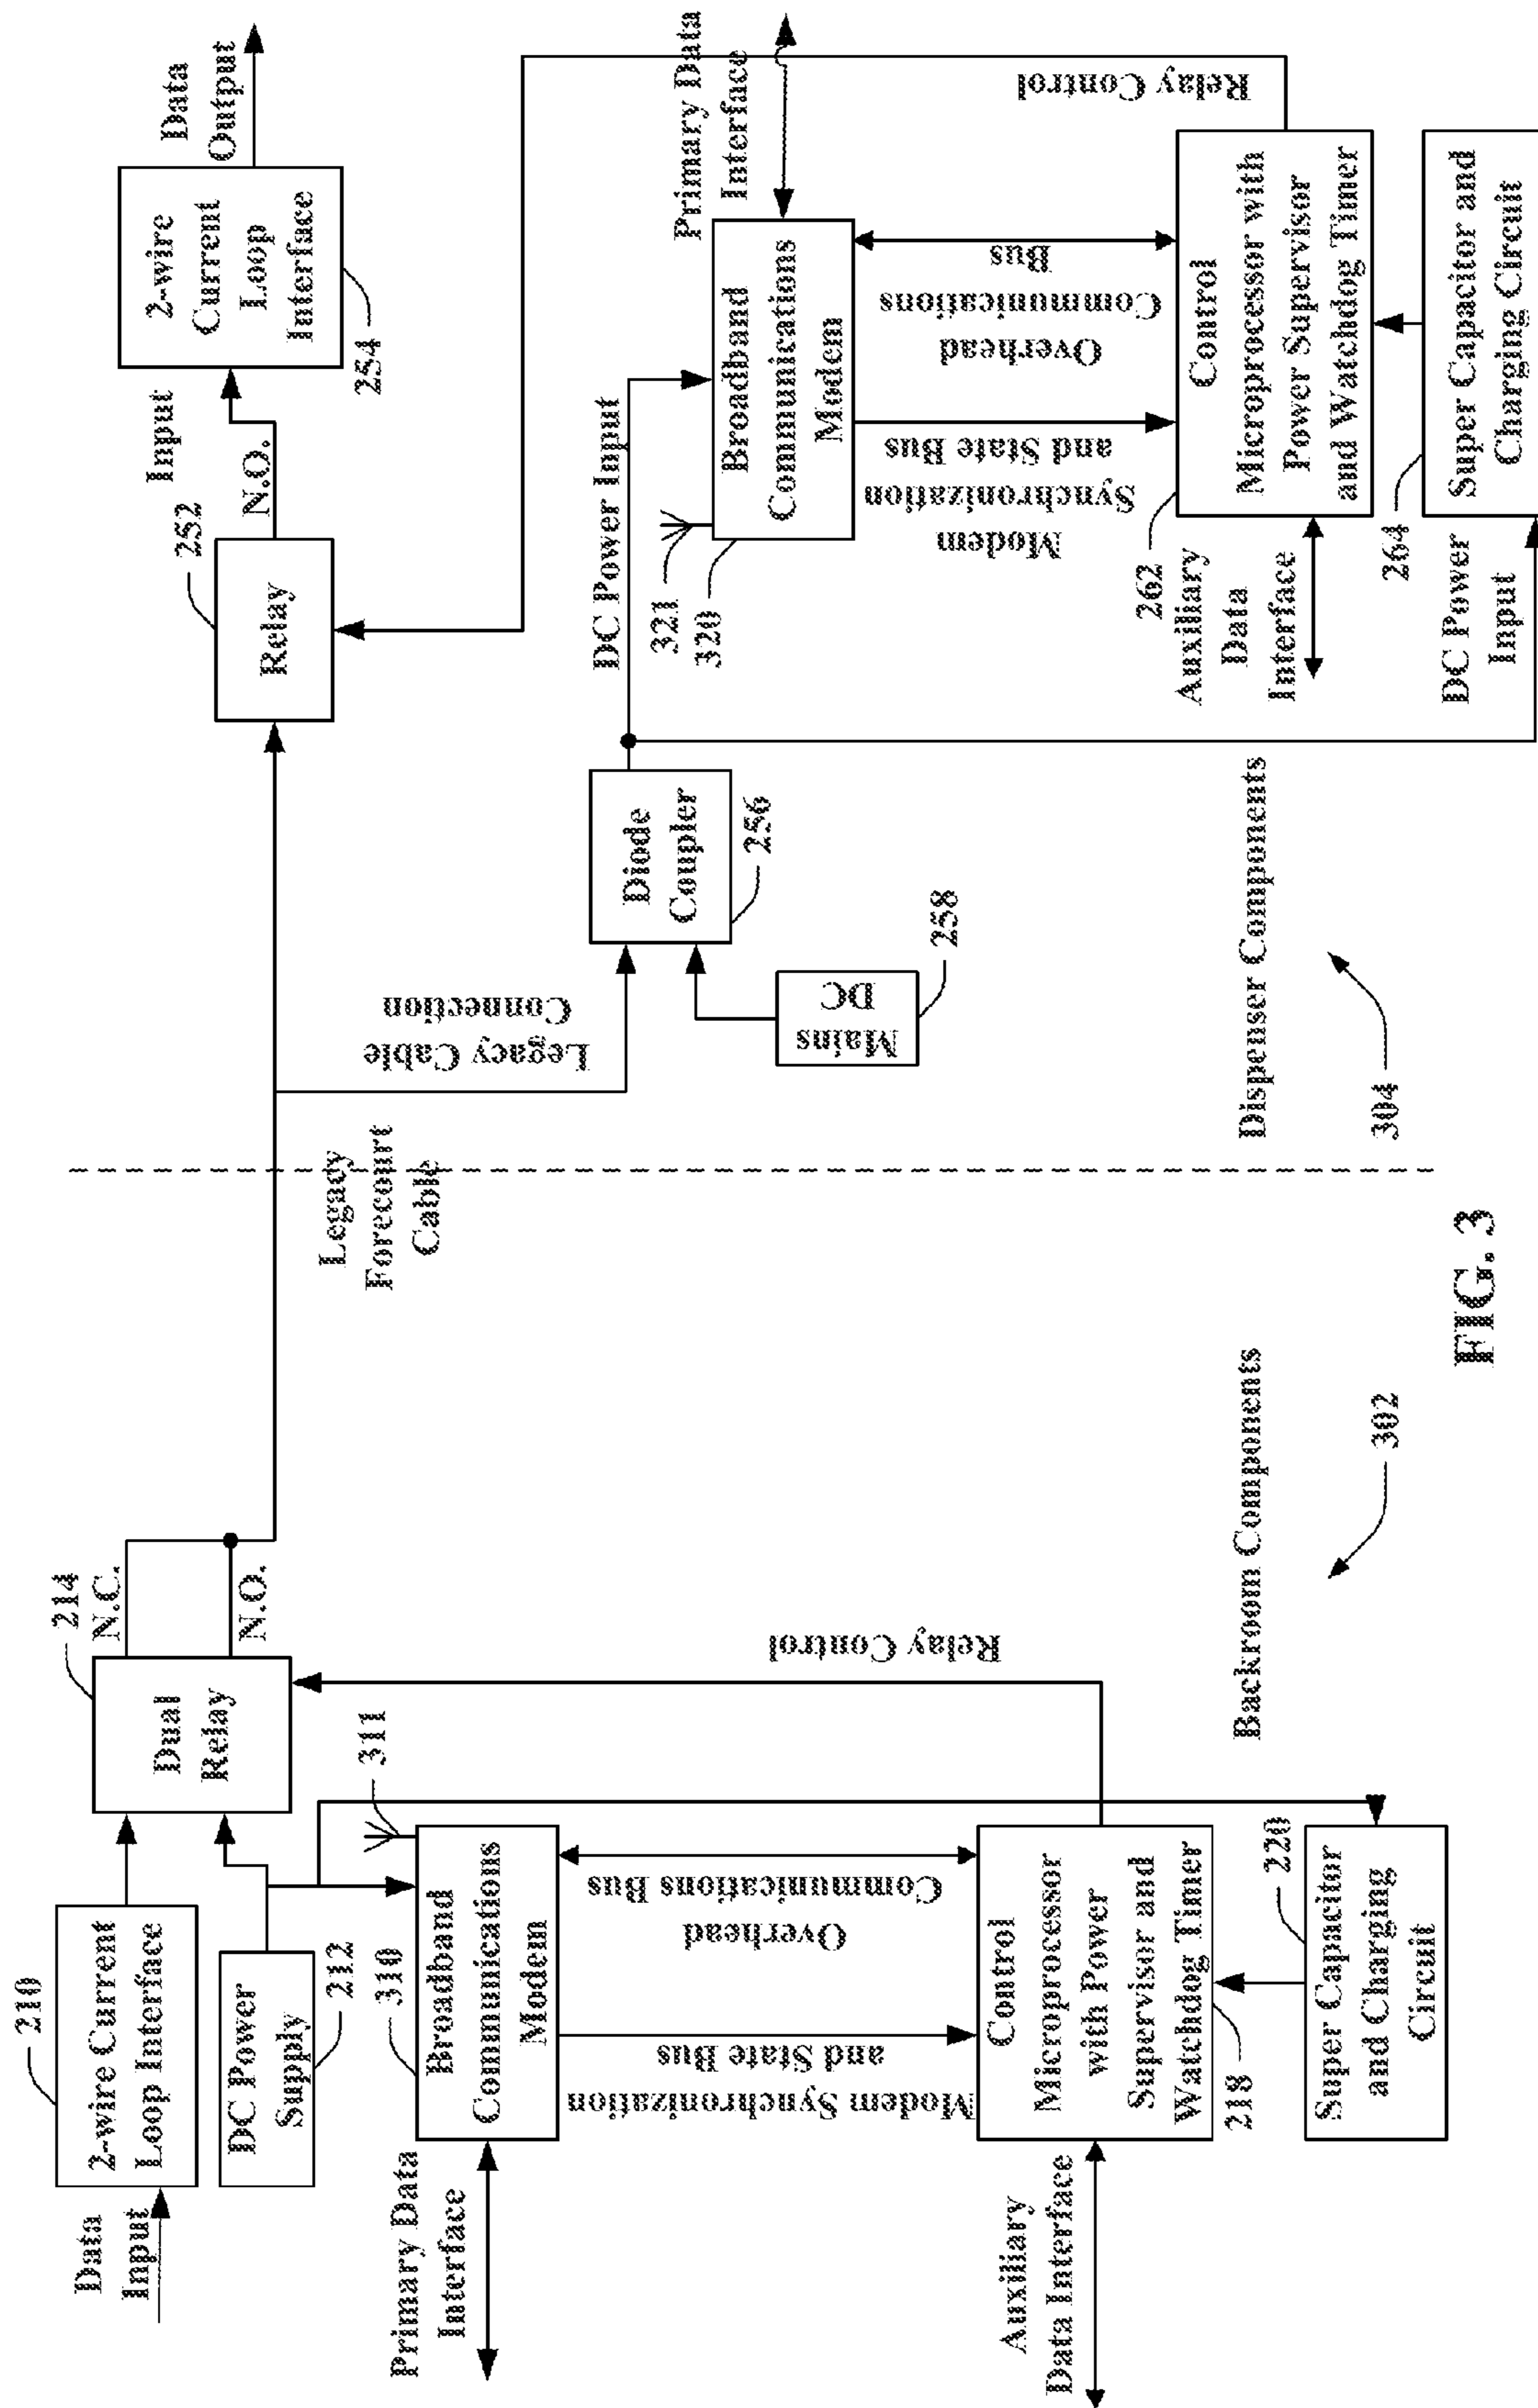 210
Data
Input
2-wire Current
Loop Interface
DC Power
Supply
212
214
Dual
Relay
N.C.
N.O.
310
311
Primary Data
Interface
Broadband
Communications
Modem
Modem Synchronization
and State Bus
Overhead
Communications Bus
Relay Control
Auxiliary
Data Interface
Control
Microprocessor
with Power
Supervisor and
Watchdog Timer
218
220
Super Capacitor
and Charging
Circuit
Backroom Components
302
Legacy
Forecourt
Cable
Legacy Cable
Connection
252
Relay
N.O.
Input
2-wire
Current
Loop
Interface
254
Data
Output
Diode
Coupler
256
Mains
DC
258
DC Power Input
321
320
Broadband
Communications
Modem
Primary Data
Interface
Modem
Synchronization
and State Bus
Overhead
Communications
Bus
Relay Control
262
Auxiliary
Data
Interface
Control
Microprocessor with
Power Supervisor
and Watchdog Timer
264
DC Power
Input
Super Capacitor and
Charging Circuit
Dispenser Components
304
FIG. 3